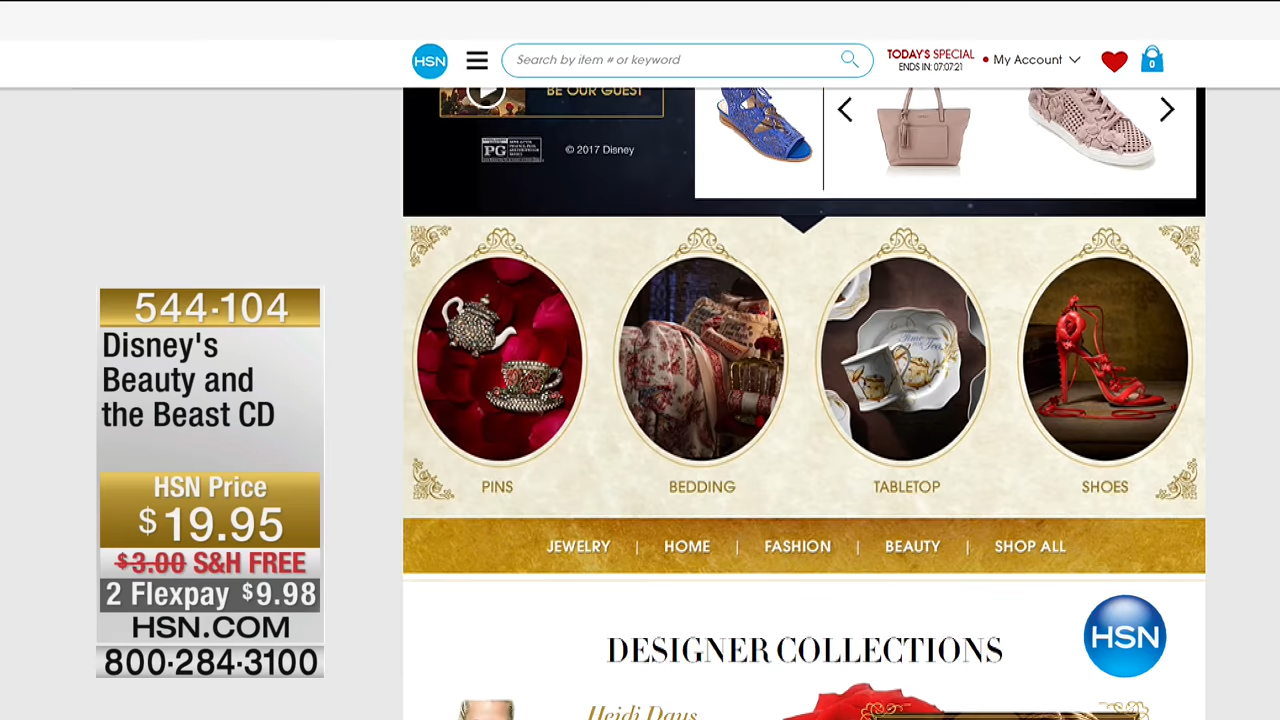 HSN
Search by item # or keyword
TODAY'S SPECIAL
ENDS IN: 07:07:21
My Account
0
BE OUR GUEST
PG
© 2017 Disney
PINS
BEDDING
TABLETOP
SHOES
JEWELRY | HOME | FASHION | BEAUTY | SHOP ALL
DESIGNER COLLECTIONS
HSN
Heidi Daus
544·104
Disney's
Beauty and
the Beast CD
HSN Price
$19.95
$3.00 S&H FREE
2 Flexpay $9.98
HSN.COM
800·284·3100